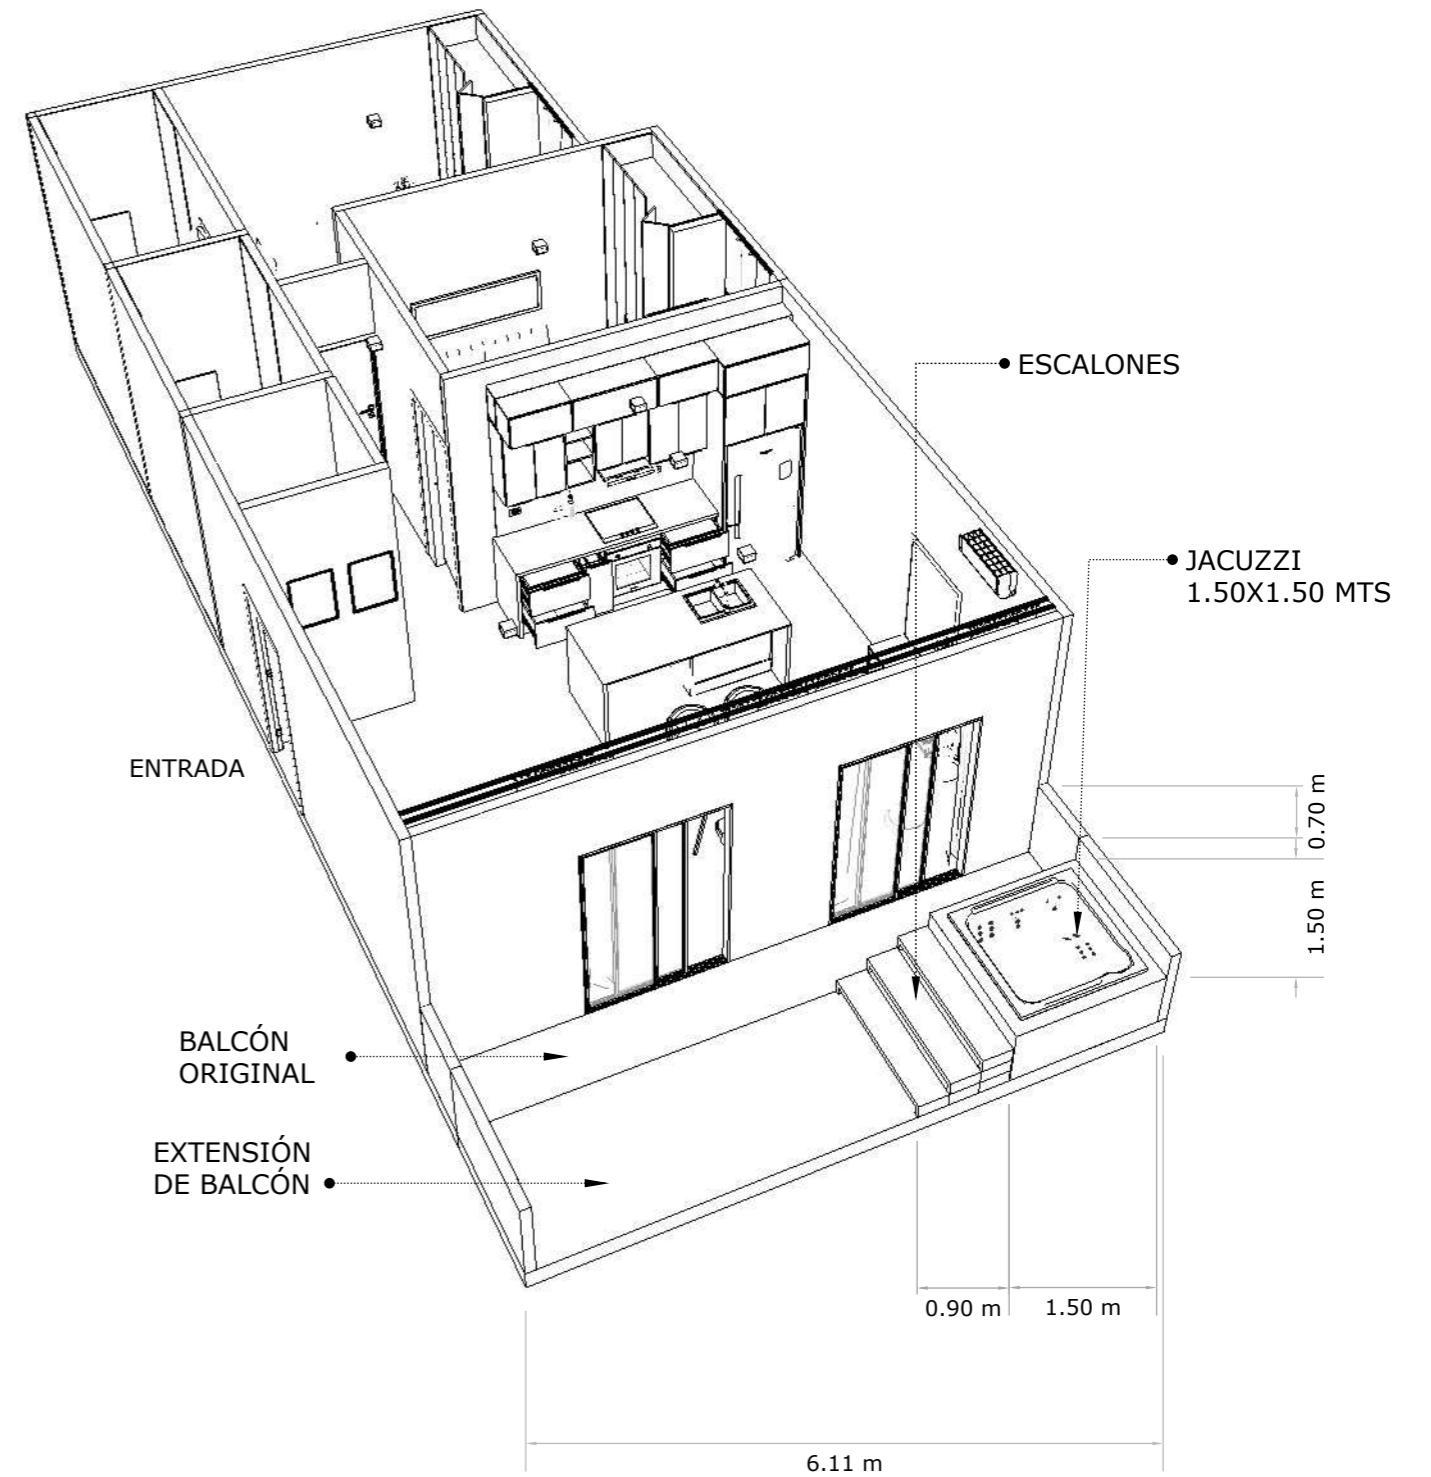 ESCALONES
JACUZZI
1.50X1.50 MTS
ENTRADA
0.70 m
1.50 m
BALCÓN
ORIGINAL
EXTENSIÓN
DE BALCÓN
0.90 m
1.50 m
6.11 m